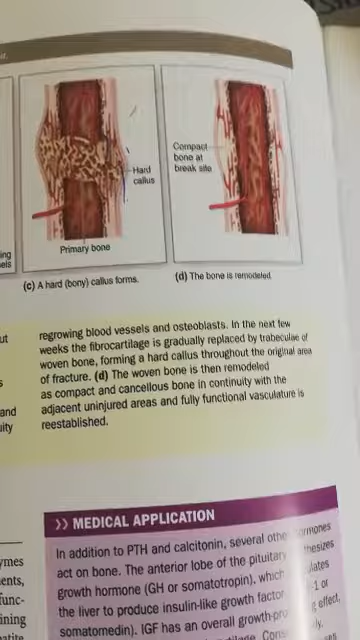 Hard
callus
Primary bone
(c) A hard (bony) callus forms.
Compact
bone at
break site
(d) The bone is remodeled.
regrowing blood vessels and osteoblasts. In the next few
weeks the fibrocartilage is gradually replaced by trabeculae of
woven bone, forming a hard callus throughout the original area
of fracture. (d) The woven bone is then remodeled
as compact and cancellous bone in continuity with the
adjacent uninjured areas and fully functional vasculature is
reestablished.
and
>> MEDICAL APPLICATION
In addition to PTH and calcitonin, several
act on bone. The anterior lobe of the pituitary
growth hormone (GH or somatotropin), which
the liver to produce insulin-like growth factor
somatomedin). IGF has an overall